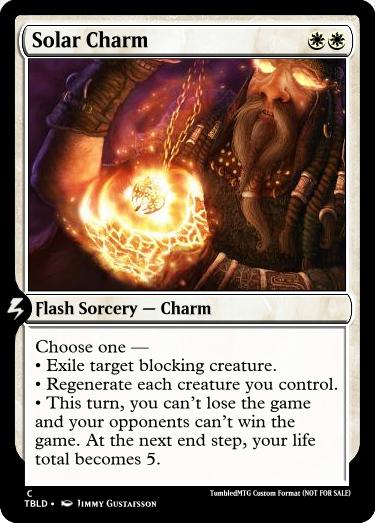 Solar Charm
Flash Sorcery — Charm
Choose one —
• Exile target blocking creature.
• Regenerate each creature you control.
• This turn, you can't lose the game
and your opponents can't win the
game. At the next end step, your life
total becomes 5.
C
TBLD • Jimmy Gustafsson
TumbledMTG Custom Format (NOT FOR SALE)